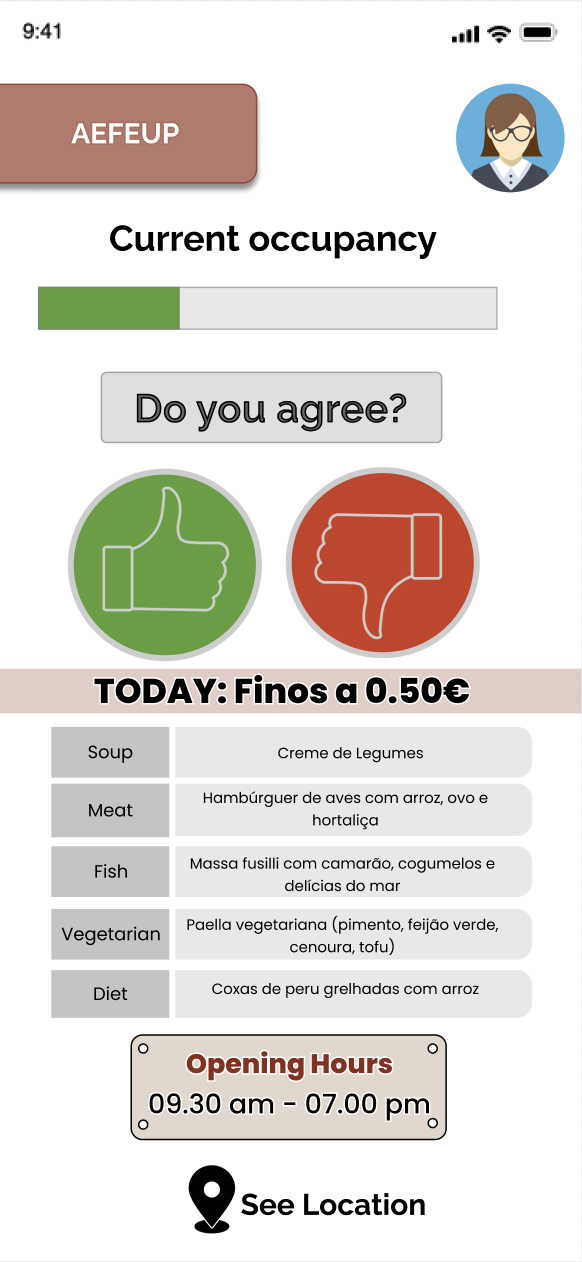 9:41
AEFEUP
Current occupancy
Do you agree?
TODAY: Finos a 0.50€
Soup
Creme de Legumes
Meat
Hambúrguer de aves com arroz, ovo e
hortaliça
Fish
Massa fusilli com camarão, cogumelos e
delícias do mar
Vegetarian
Paella vegetariana (pimento, feijão verde,
cenoura, tofu)
Diet
Coxas de peru grelhadas com arroz
Opening Hours
09.30 am - 07.00 pm
See Location